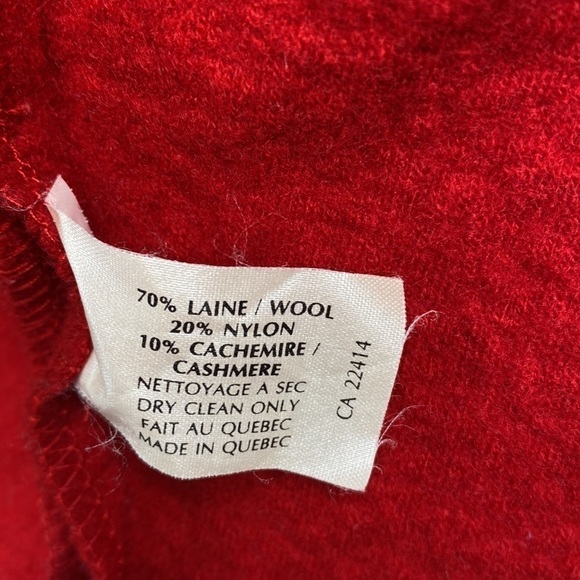 70% LAINE / WOOL
20% NYLON
10% CACHEMIRE /
CASHMERE
NETTOYAGE A SEC
DRY CLEAN ONLY
FAIT AU QUEBEC
MADE IN QUEBEC
CA 22414